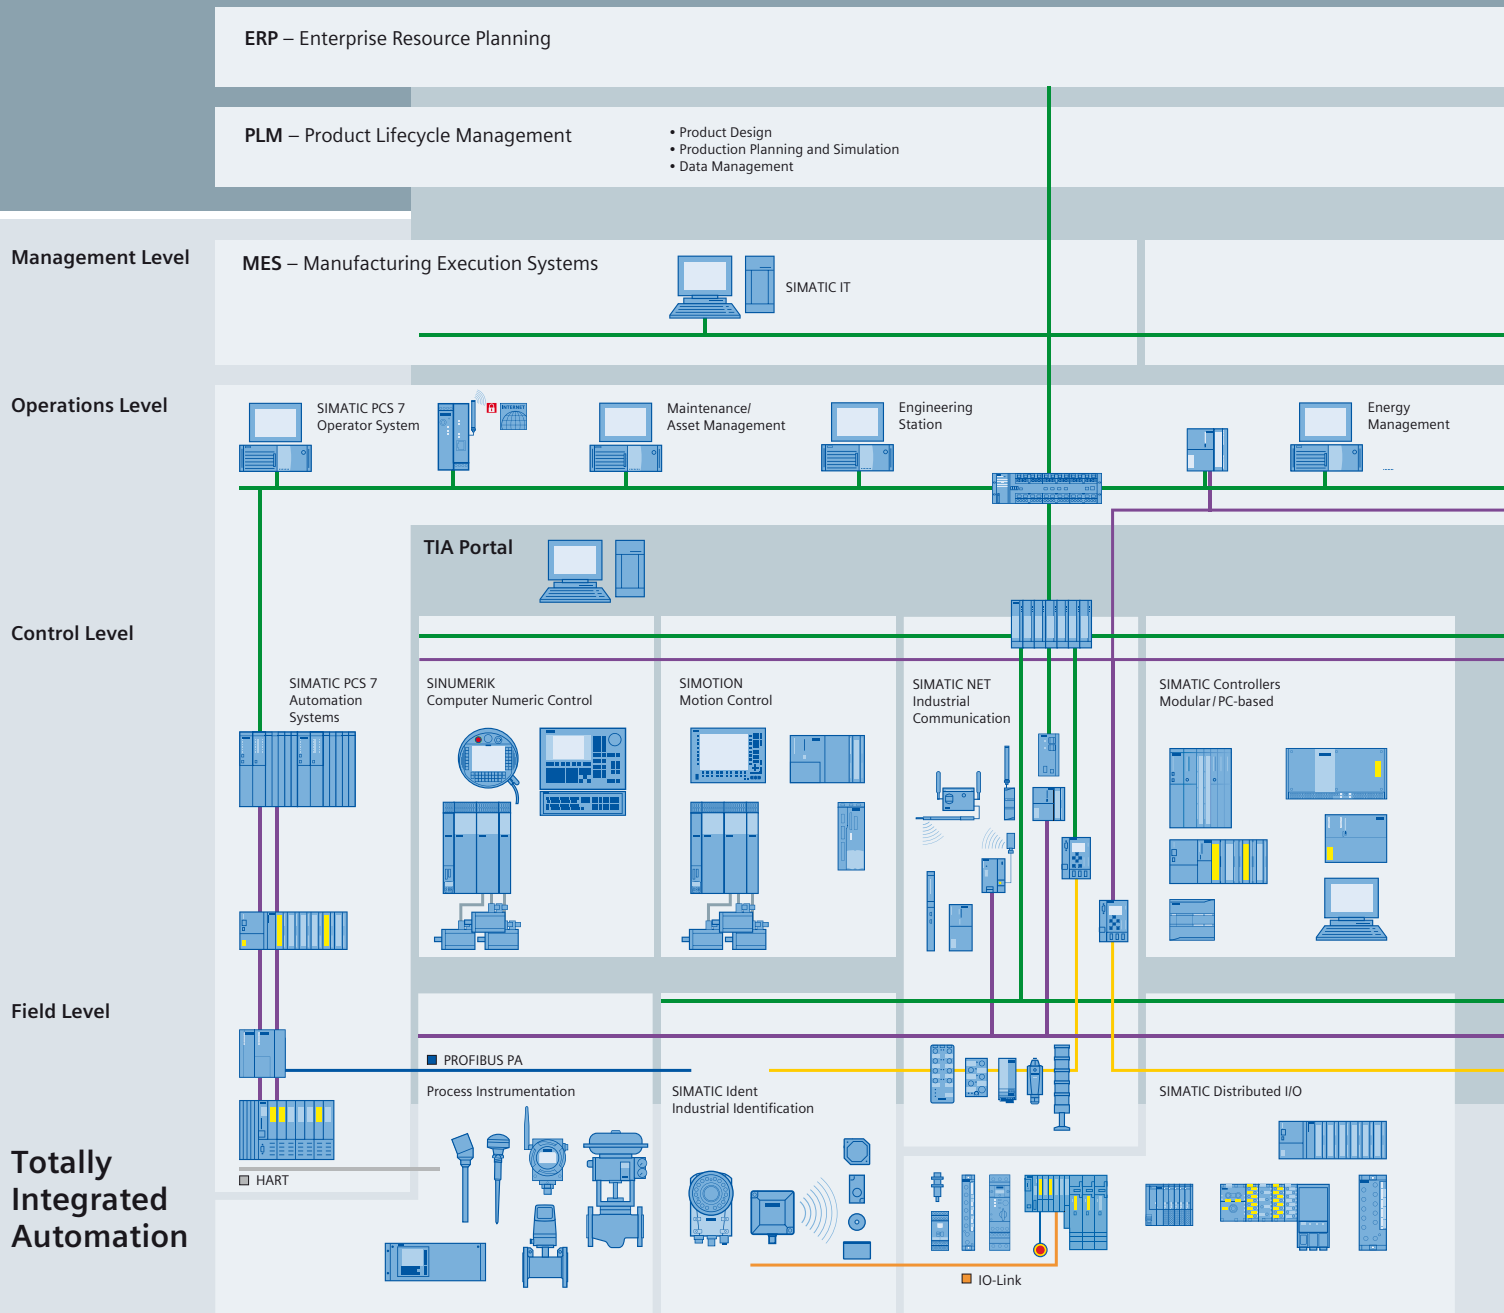 ERP – Enterprise Resource Planning
PLM – Product Lifecycle Management
• Product Design
• Production Planning and Simulation
• Data Management
Management Level
MES – Manufacturing Execution Systems
SIMATIC IT
Operations Level
SIMATIC PCS 7
Operator System
INTERNET
Maintenance/
Asset Management
Engineering
Station
Energy
Management
TIA Portal
Control Level
SIMATIC PCS 7
Automation
Systems
SINUMERIK
Computer Numeric Control
SIMOTION
Motion Control
SIMATIC NET
Industrial
Communication
SIMATIC Controllers
Modular/PC-based
Field Level
PROFIBUS PA
Process Instrumentation
SIMATIC Ident
Industrial Identification
SIMATIC Distributed I/O
HART
IO-Link
Totally
Integrated
Automation